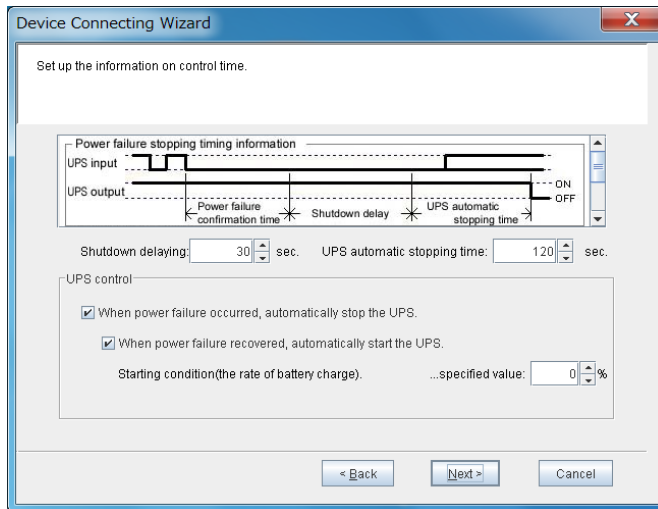 Device Connecting Wizard
Set up the information on control time.
Power failure stopping timing information
UPS input
UPS output
ON
OFF
Power failure confirmation time
Shutdown delay
UPS automatic stopping time
Shutdown delaying: 30 sec. UPS automatic stopping time: 120 sec.
UPS control
When power failure occurred, automatically stop the UPS.
When power failure recovered, automatically start the UPS.
Starting condition(the rate of battery charge). ...specified value: 0 %
< Back Next > Cancel